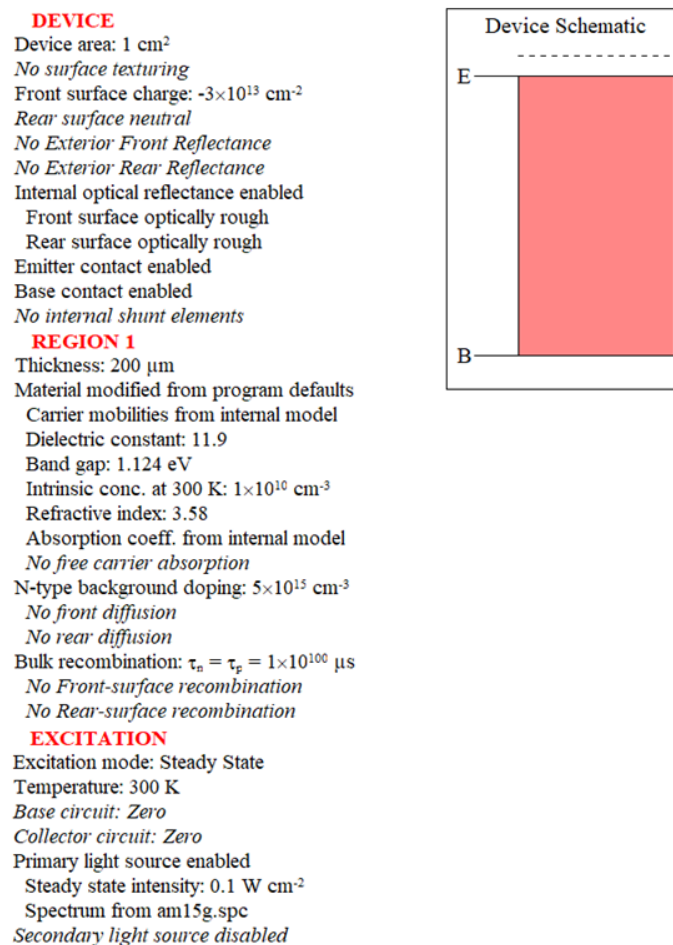 DEVICE
Device area: 1 cm²
No surface texturing
Front surface charge: -3×10¹³ cm⁻²
Rear surface neutral
No Exterior Front Reflectance
No Exterior Rear Reflectance
Internal optical reflectance enabled
Front surface optically rough
Rear surface optically rough
Emitter contact enabled
Base contact enabled
No internal shunt elements
REGION 1
Thickness: 200 µm
Material modified from program defaults
Carrier mobilities from internal model
Dielectric constant: 11.9
Band gap: 1.124 eV
Intrinsic conc. at 300 K: 1×10¹⁰ cm⁻³
Refractive index: 3.58
Absorption coeff. from internal model
No free carrier absorption
N-type background doping: 5×10¹⁵ cm⁻³
No front diffusion
No rear diffusion
Bulk recombination: τₙ = τₚ = 1×10¹⁰⁰ µs
No Front-surface recombination
No Rear-surface recombination
EXCITATION
Excitation mode: Steady State
Temperature: 300 K
Base circuit: Zero
Collector circuit: Zero
Primary light source enabled
Steady state intensity: 0.1 W cm⁻²
Spectrum from am15g.spc
Secondary light source disabled
Device Schematic
E
B